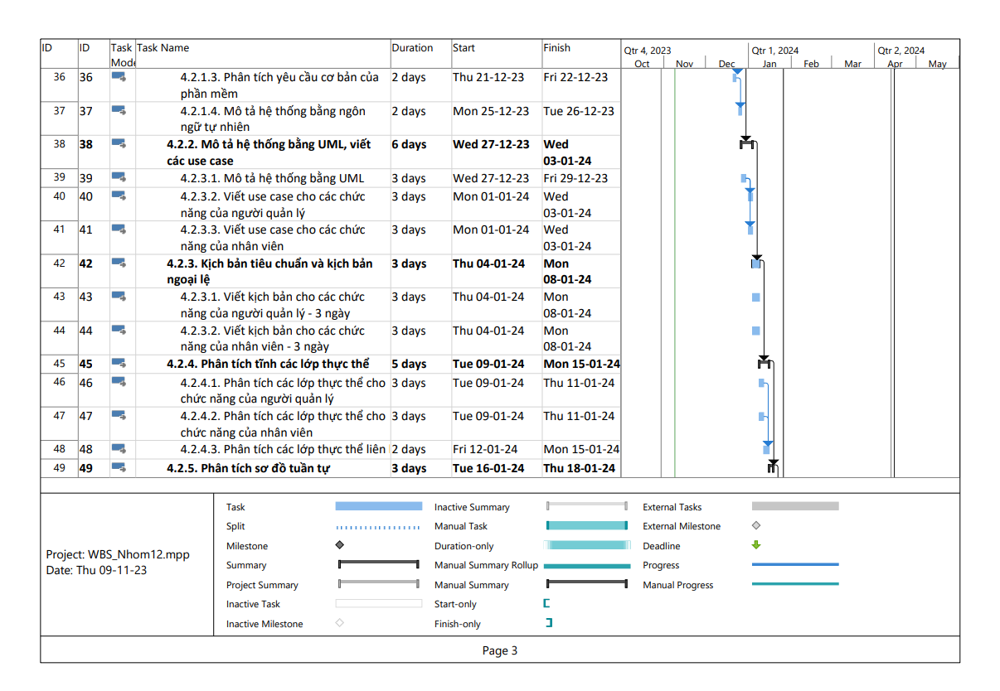 ID ID Task Mode Task Name Duration Start Finish Qtr 4, 2023 Qtr 1, 2024 Qtr 2, 2024
Oct Nov Dec Jan Feb Mar Apr May
36 36 4.2.1.3. Phân tích yêu cầu cơ bản của 2 days Thu 21-12-23 Fri 22-12-23
phần mềm
37 37 4.2.1.4. Mô tả hệ thống bằng ngôn 2 days Mon 25-12-23 Tue 26-12-23
ngữ tự nhiên
38 38 4.2.2. Mô tả hệ thống bằng UML, viết 6 days Wed 27-12-23 Wed
các use case 03-01-24
39 39 4.2.3.1. Mô tả hệ thống bằng UML 3 days Wed 27-12-23 Fri 29-12-23
40 40 4.2.3.2. Viết use case cho các chức 3 days Mon 01-01-24 Wed
năng của người quản lý 03-01-24
41 41 4.2.3.3. Viết use case cho các chức 3 days Mon 01-01-24 Wed
năng của nhân viên 03-01-24
42 42 4.2.3. Kịch bản tiêu chuẩn và kịch bản 3 days Thu 04-01-24 Mon
ngoại lệ 08-01-24
43 43 4.2.3.1. Viết kịch bản cho các chức 3 days Thu 04-01-24 Mon
năng của người quản lý - 3 ngày 08-01-24
44 44 4.2.3.2. Viết kịch bản cho các chức 3 days Thu 04-01-24 Mon
năng của nhân viên - 3 ngày 08-01-24
45 45 4.2.4. Phân tích tĩnh các lớp thực thể 5 days Tue 09-01-24 Mon 15-01-24
46 46 4.2.4.1. Phân tích các lớp thực thể cho 3 days Tue 09-01-24 Thu 11-01-24
chức năng của người quản lý
47 47 4.2.4.2. Phân tích các lớp thực thể cho 3 days Tue 09-01-24 Thu 11-01-24
chức năng của nhân viên
48 48 4.2.4.3. Phân tích các lớp thực thể liên 2 days Fri 12-01-24 Mon 15-01-24
49 49 4.2.5. Phân tích sơ đồ tuần tự 3 days Tue 16-01-24 Thu 18-01-24
Project: WBS_Nhom12.mpp
Date: Thu 09-11-23
Task Inactive Summary External Tasks
Split Manual Task External Milestone
Milestone Duration-only Deadline
Summary Manual Summary Rollup Progress
Project Summary Manual Summary Manual Progress
Inactive Task Start-only
Inactive Milestone Finish-only
Page 3